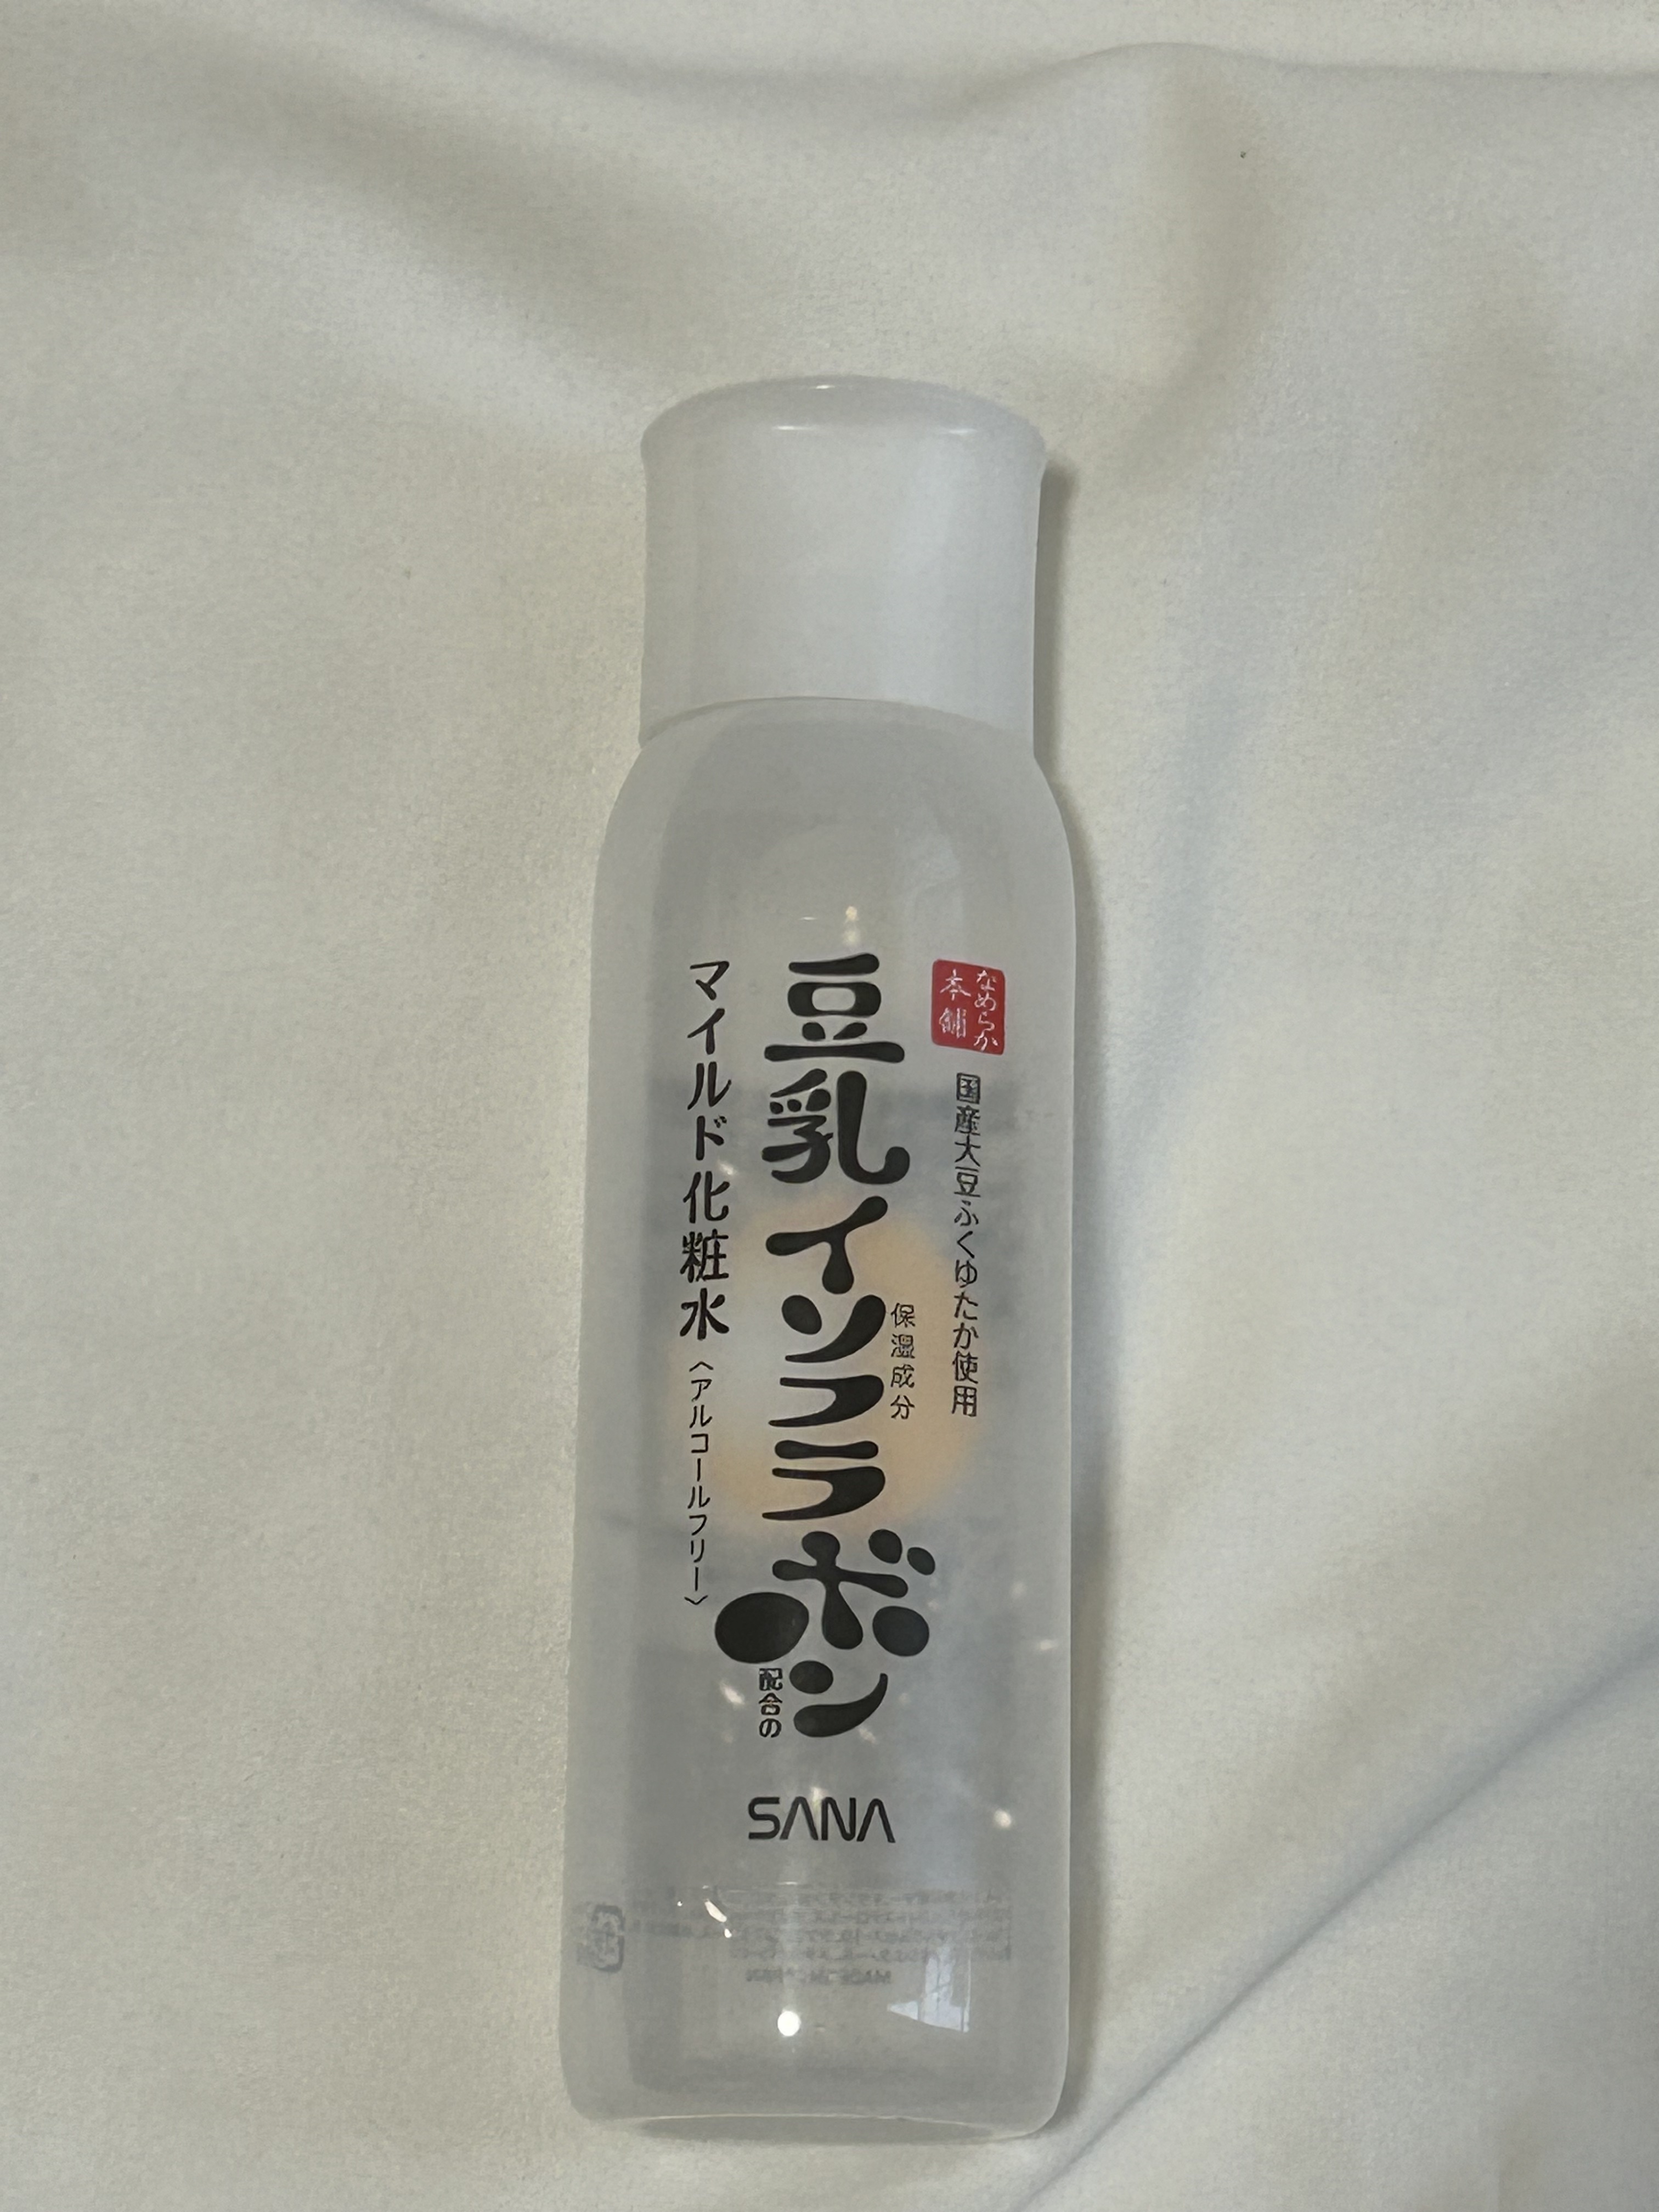 なめらか
本舗
国産大豆ふくゆたか使用
保湿成分
豆乳イソフラボン
配合の
マイルド化粧水
〈アルコールフリー〉
SANA